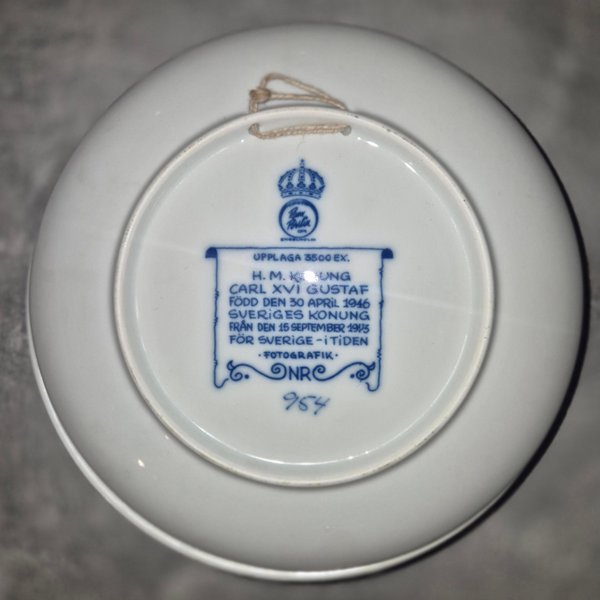 ENGELHOLM
UPPLAGA 3500 EX.
H. M. KONUNG
CARL XVI GUSTAF
FÖDD DEN 30 APRIL 1946
SVERIGES KONUNG
FRÅN DEN 15 SEPTEMBER 1973
FÖR SVERIGE - I TIDEN
· FOTOGRAFIK ·
NR
954